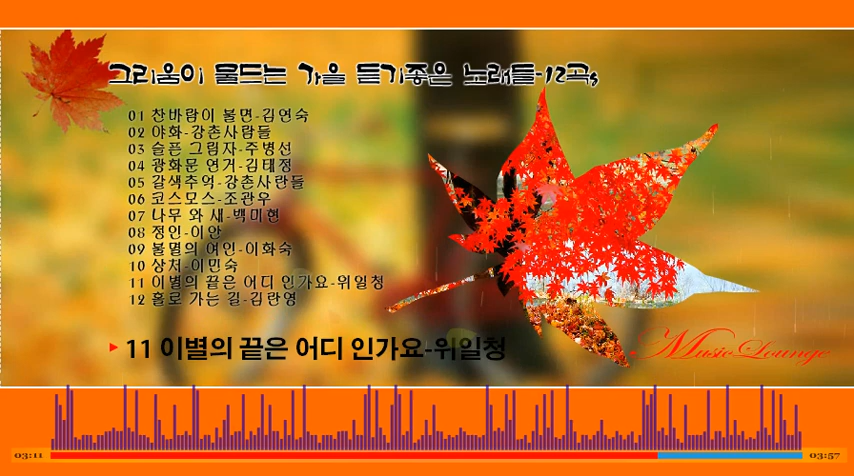 그리움이 물드는 가을 듣기좋은 노래들-12곡s
01 찬바람이 불면-김연숙
02 야화-강촌사람들
03 슬픈 그림자-주병선
04 광화문 연거-김태정
05 갈색추억-강촌사람들
06 코스모스-조관우
07 나무 와 새-백미현
08 정인-이안
09 불멸의 여인-이화숙
10 상처-이민숙
11 이별의 끝은 어디 인가요-위일청
12 홀로 가는 길-김란영
11 이별의 끝은 어디 인가요-위일청
Music Lounge
03:11
03:57